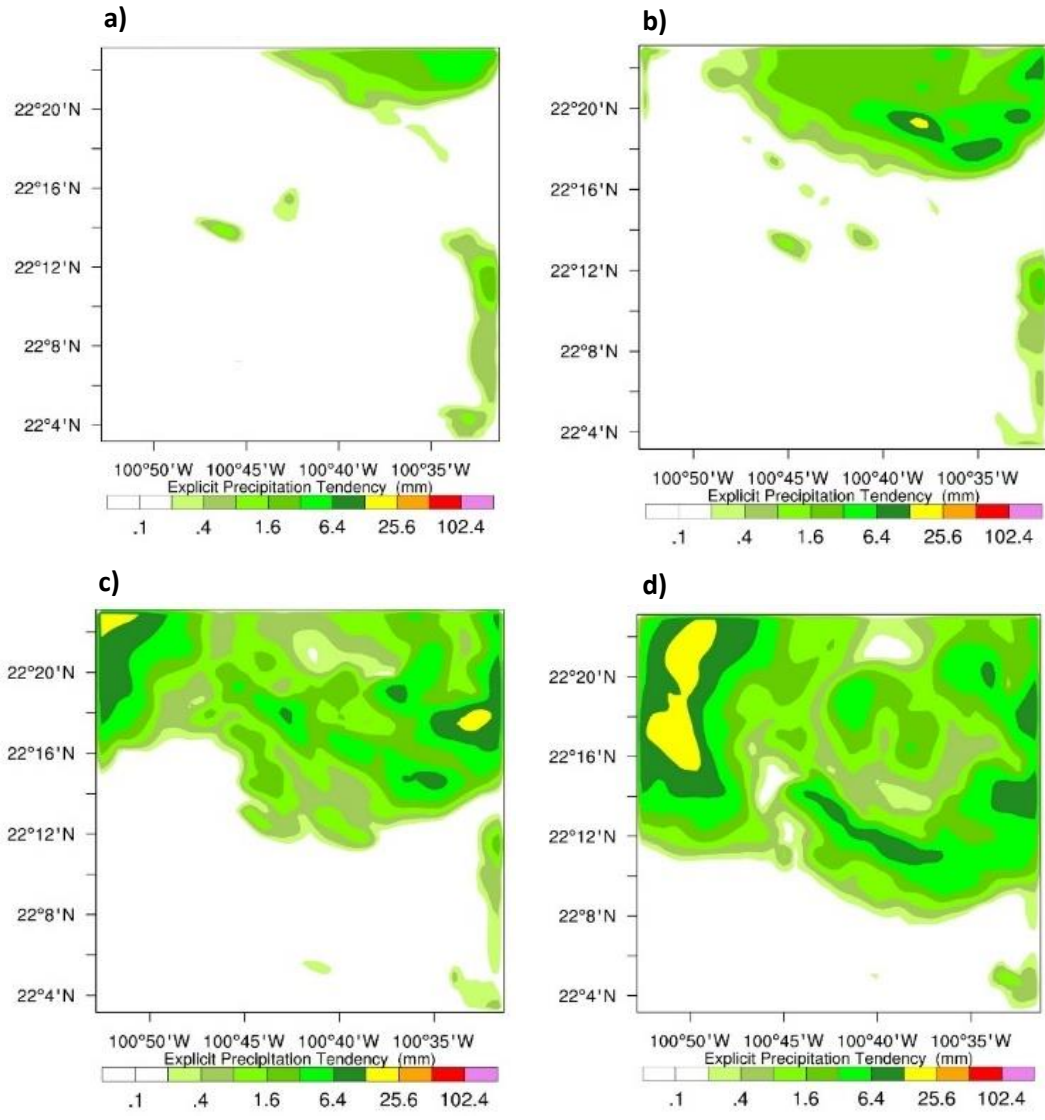 a)
22°20'N
22°16'N
22°12'N
22°8'N
22°4'N
100°50'W 100°45'W 100°40'W 100°35'W
Explicit Precipitation Tendency (mm)
.1 .4 1.6 6.4 25.6 102.4
b)
22°20'N
22°16'N
22°12'N
22°8'N
22°4'N
100°50'W 100°45'W 100°40'W 100°35'W
Explicit Precipitation Tendency (mm)
.1 .4 1.6 6.4 25.6 102.4
c)
22°20'N
22°16'N
22°12'N
22°8'N
22°4'N
100°50'W 100°45'W 100°40'W 100°35'W
Explicit Precipitation Tendency (mm)
.1 .4 1.6 6.4 25.6 102.4
d)
22°20'N
22°16'N
22°12'N
22°8'N
22°4'N
100°50'W 100°45'W 100°40'W 100°35'W
Explicit Precipitation Tendency (mm)
.1 .4 1.6 6.4 25.6 102.4